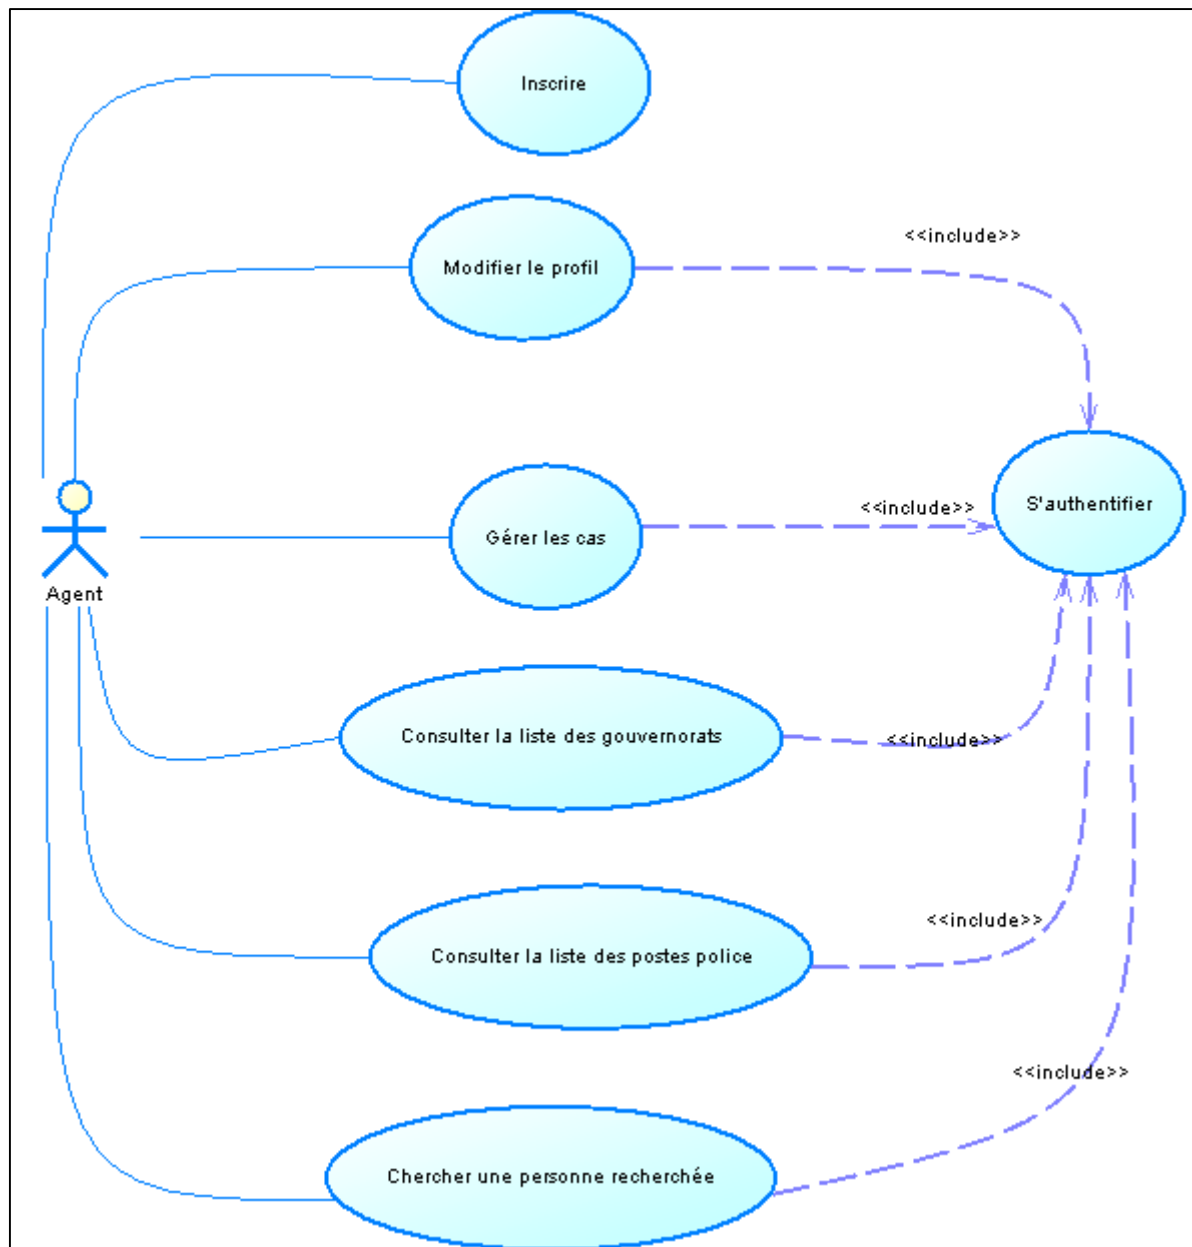 Inscrire
<<include>>
Modifier le profil
S'authentifier
<<include>>
Gérer les cas
Agent
Consulter la liste des gouvernorats
<<include>>
<<include>>
Consulter la liste des postes police
<<include>>
Chercher une personne recherchée